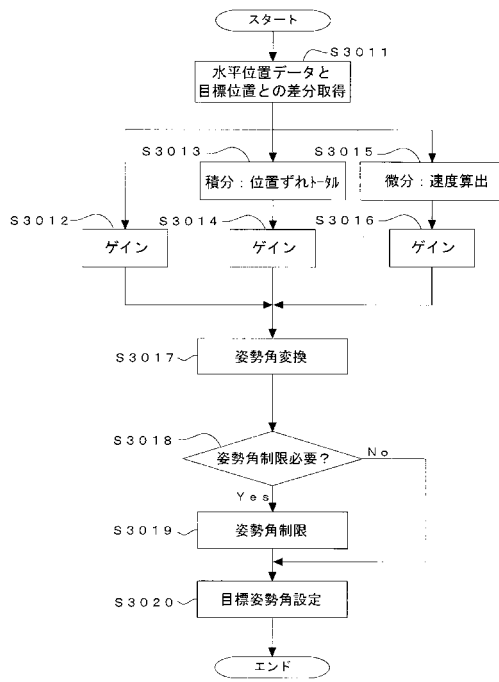 スタート
S3011
水平位置データと
目標位置との差分取得
S3013
S3015
積分：位置ずれトータル
微分：速度算出
S3012
S3014
S3016
ゲイン
ゲイン
ゲイン
S3017
姿勢角変換
S3018
姿勢角制限必要？
No
Yes
S3019
姿勢角制限
S3020
目標姿勢角設定
エンド